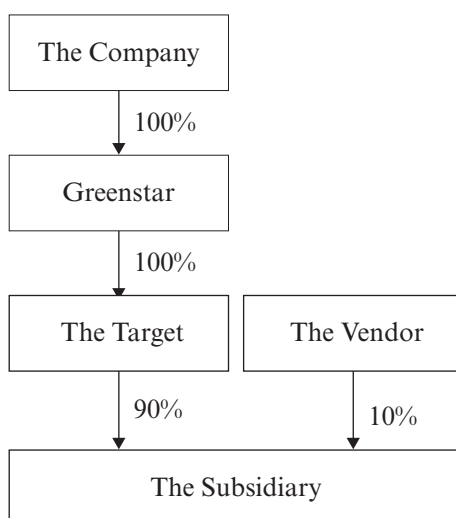 The Company
100%
Greenstar
100%
The Target
The Vendor
90%
10%
The Subsidiary